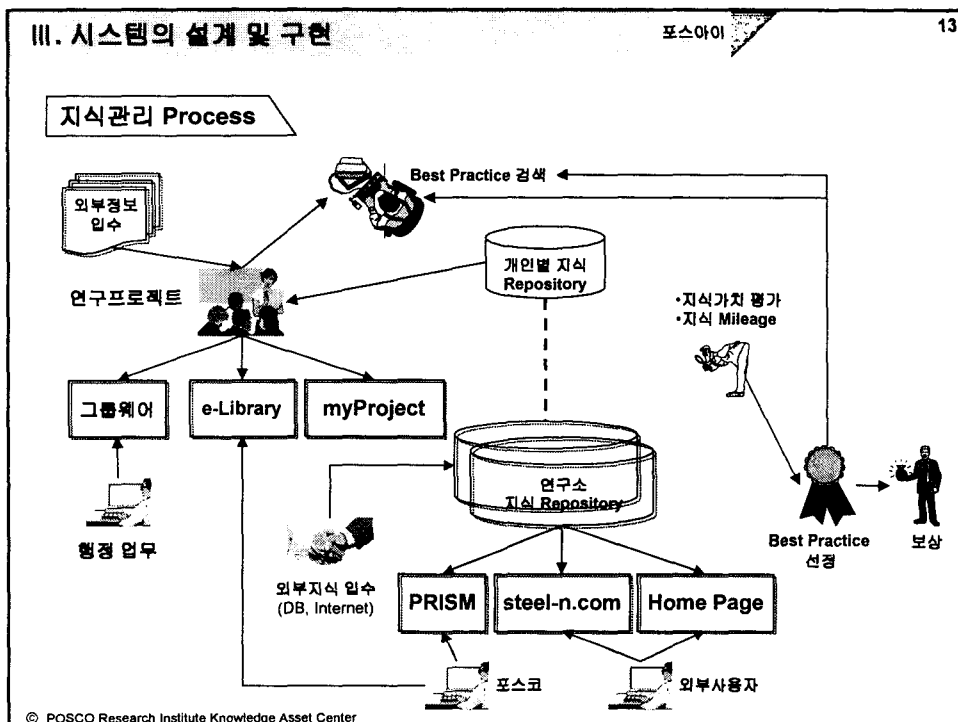 III. 시스템의 설계 및 구현
포스아이
13
지식관리 Process
외부정보
입수
Best Practice 검색
개인별 지식
Repository
연구프로젝트
•지식가치 평가
•지식 Mileage
그룹웨어
e-Library
myProject
연구소
지식 Repository
행정 업무
외부지식 입수
(DB, Internet)
Best Practice
선정
보상
PRISM
steel-n.com
Home Page
포스코
외부사용자
© POSCO Research Institute Knowledge Asset Center